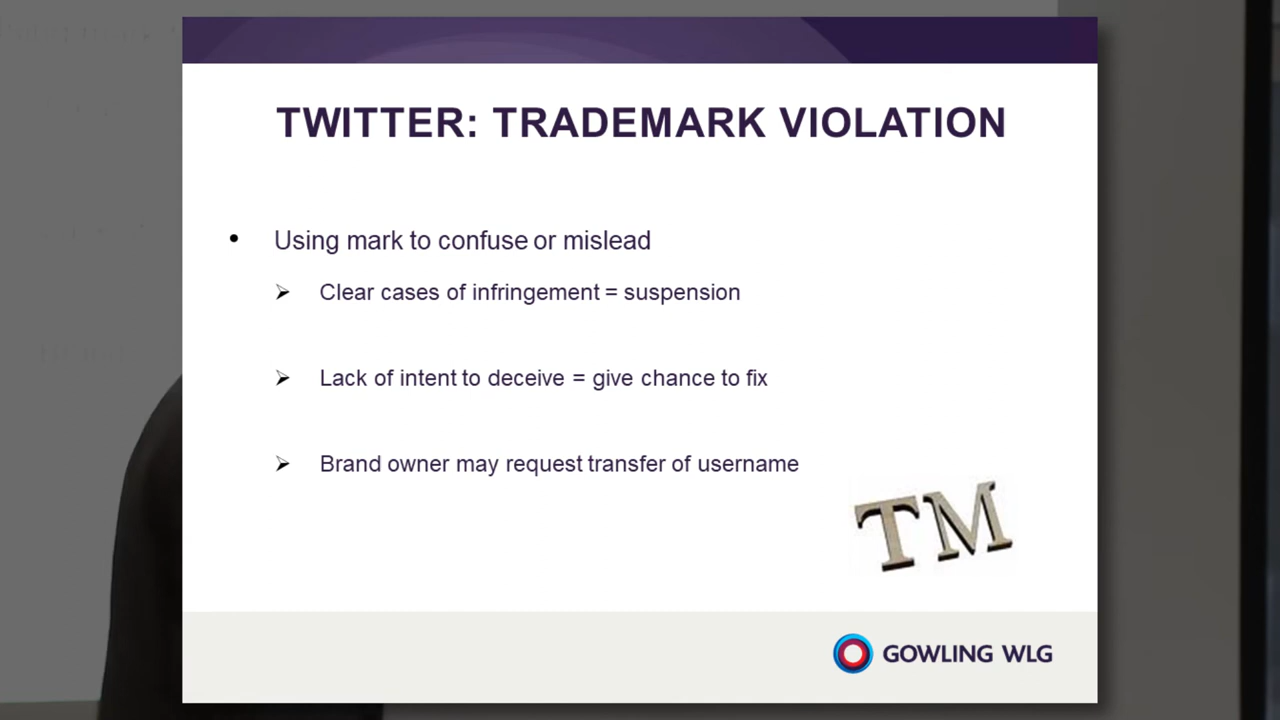 TWITTER: TRADEMARK VIOLATION
• Using mark to confuse or mislead
➢ Clear cases of infringement = suspension
➢ Lack of intent to deceive = give chance to fix
➢ Brand owner may request transfer of username
TM
GOWLING WLG